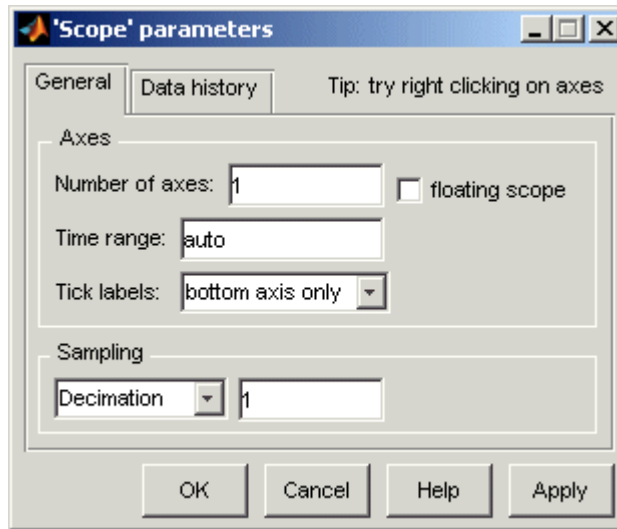 'Scope' parameters
General Data history Tip: try right clicking on axes
Axes
Number of axes: 1 floating scope
Time range: auto
Tick labels: bottom axis only
Sampling
Decimation 1
OK Cancel Help Apply